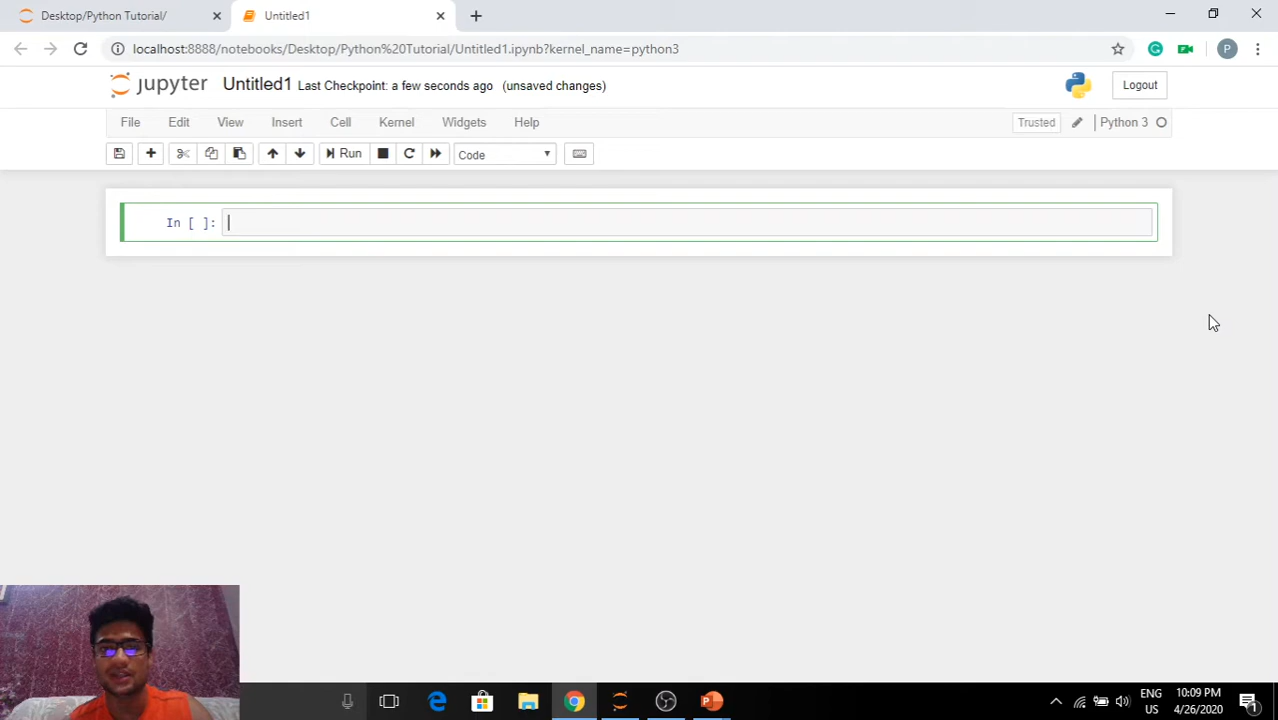 Desktop/Python Tutorial/
Untitled1
localhost:8888/notebooks/Desktop/Python%20Tutorial/Untitled1.ipynb?kernel_name=python3
P
jupyter Untitled1 Last Checkpoint: a few seconds ago (unsaved changes)
Logout
File Edit View Insert Cell Kernel Widgets Help
Trusted Python 3
Run Code
In [ ]:
ENG 10:09 PM
US 4/26/2020
1